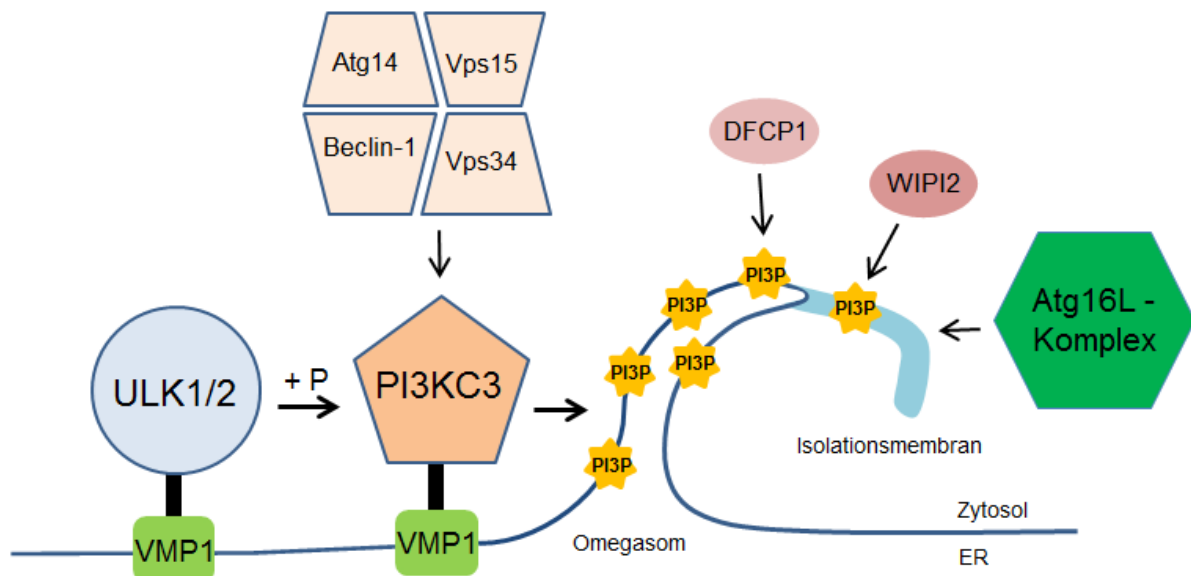 Atg14
Vps15
Beclin-1
Vps34
DFCP1
WIPI2
PI3P
PI3P
PI3P
PI3P
PI3P
PI3P
Atg16L -
Komplex
ULK1/2
+ P
PI3KC3
Isolationsmembran
VMP1
VMP1
Omegasom
Zytosol
ER